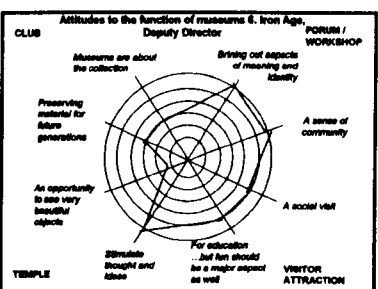 Attitudes to the function of museums 6. Iron Age,
Deputy Director
CLUB
FORUM /
WORKSHOP
Museums are about
the collection
Brining out aspects
of meaning and
identity
Preserving
material for
future
generations
A sense of
community
An opportunity
to see very
beautiful
objects
A social visit
Stimulate
thought and
ideas
For education
...but fun should
be a major aspect
as well
TEMPLE
VISITOR
ATTRACTION